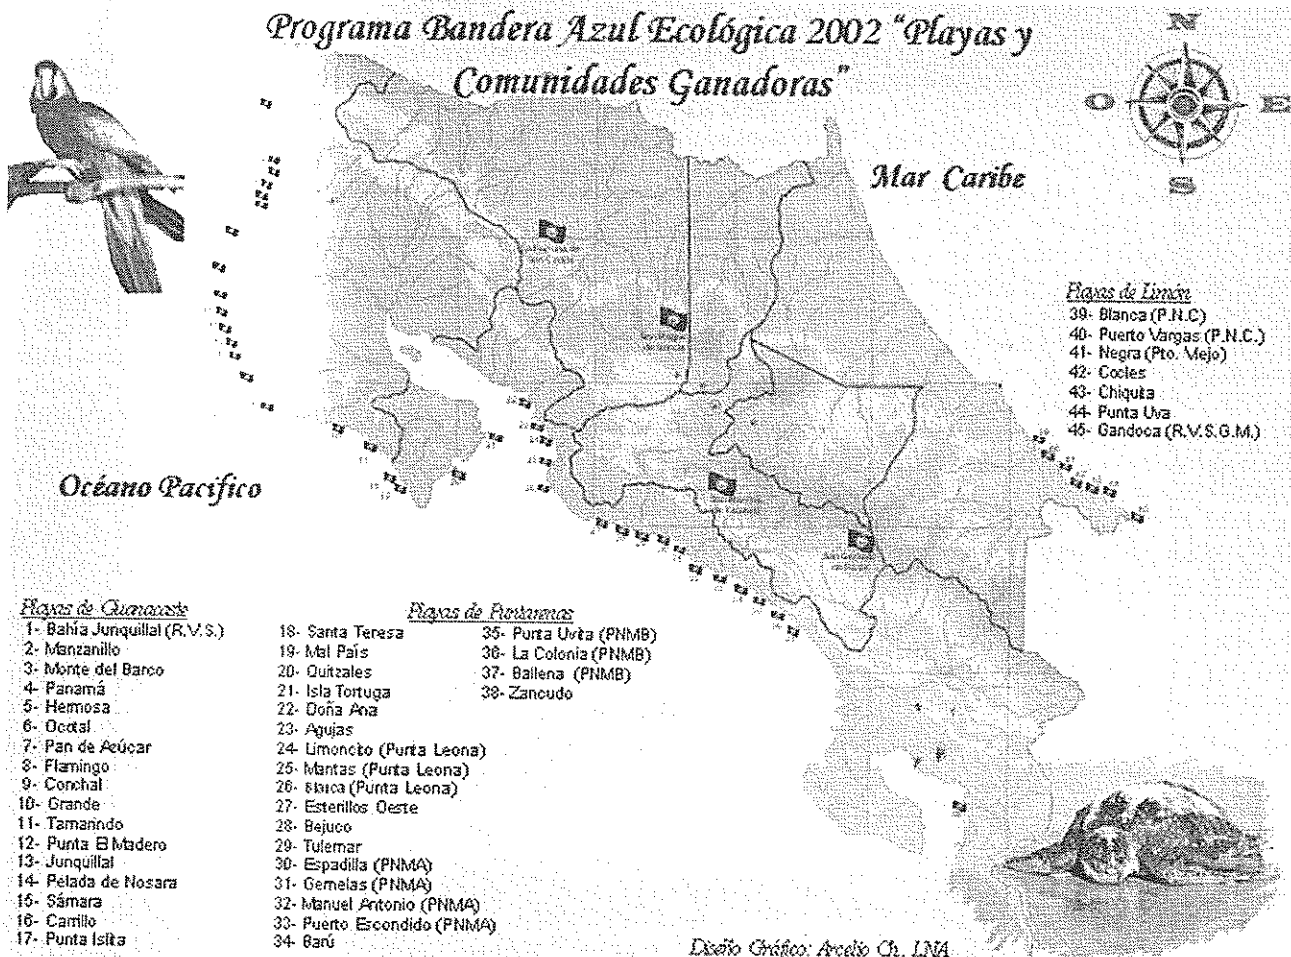 Programa Bandera Azul Ecológica 2002 “Playas y
Comunidades Ganadoras”
N
O
E
S
Mar Caribe
Océano Pacífico
Playas de Limón
39- Blanca (P.N.C)
40- Puerto Vargas (P.N.C.)
41- Negra (Pto. Viejo)
42- Cocles
43- Chiquita
44- Punta Uva
45- Gandoca (R.V.S.G.M.)
Playas de Guanacaste
1- Bahía Junquillal (R.V.S.)
2- Manzanillo
3- Monte del Barco
4- Panamá
5- Hermosa
6- Ocotal
7- Pan de Azúcar
8- Flamingo
9- Conchal
10- Grande
11- Tamarindo
12- Punta El Madero
13- Junquillal
14- Pelada de Nosara
15- Sámara
16- Carrillo
17- Punta Islita
Playas de Puntarenas
18- Santa Teresa
19- Mal País
20- Quitzales
21- Isla Tortuga
22- Doña Ana
23- Agujas
24- Limoncito (Punta Leona)
25- Mantas (Punta Leona)
26- Blanca (Punta Leona)
27- Esterillos Oeste
28- Bejuco
29- Tulemar
30- Espadilla (PNMA)
31- Gemelas (PNMA)
32- Manuel Antonio (PNMA)
33- Puerto Escondido (PNMA)
34- Barú
35- Punta Uvita (PNMB)
36- La Colonia (PNMB)
37- Ballena (PNMB)
38- Zancudo
Diseño Gráfico: Arcelio Ch. LNA